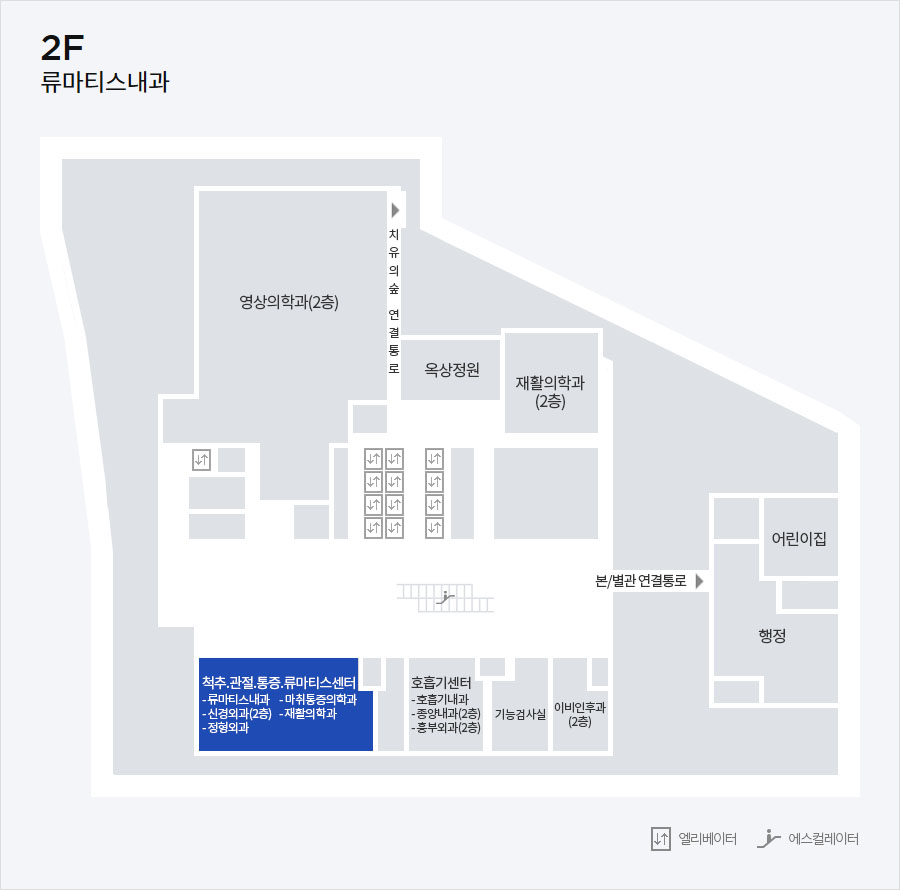 2F
류마티스내과
치유의숲 연결통로
영상의학과(2층)
옥상정원
재활의학과
(2층)
어린이집
본/별관 연결통로
행정
척추.관절.통증.류마티스센터
- 류마티스내과 - 마취통증의학과
- 신경외과(2층) - 재활의학과
- 정형외과
호흡기센터
- 호흡기내과
- 종양내과(2층)
- 흉부외과(2층)
기능검사실
이비인후과
(2층)
엘리베이터
에스컬레이터